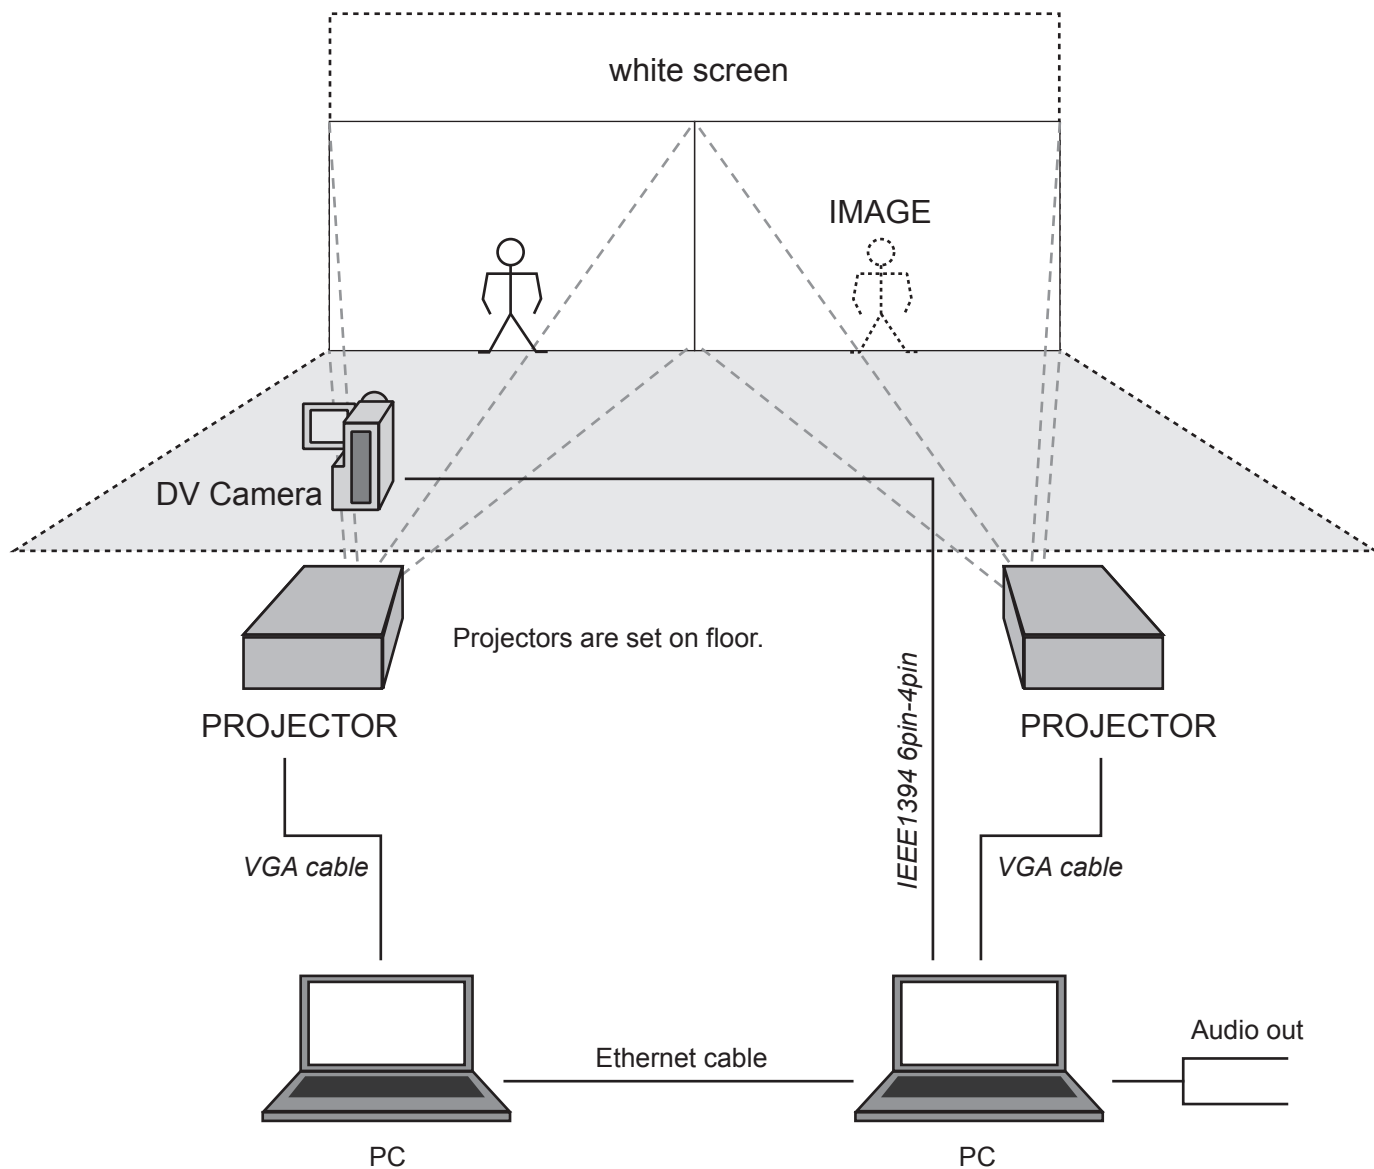 white screen
IMAGE
DV Camera
Projectors are set on floor.
PROJECTOR
PROJECTOR
IEEE1394 6pin-4pin
VGA cable
VGA cable
Audio out
Ethernet cable
PC
PC